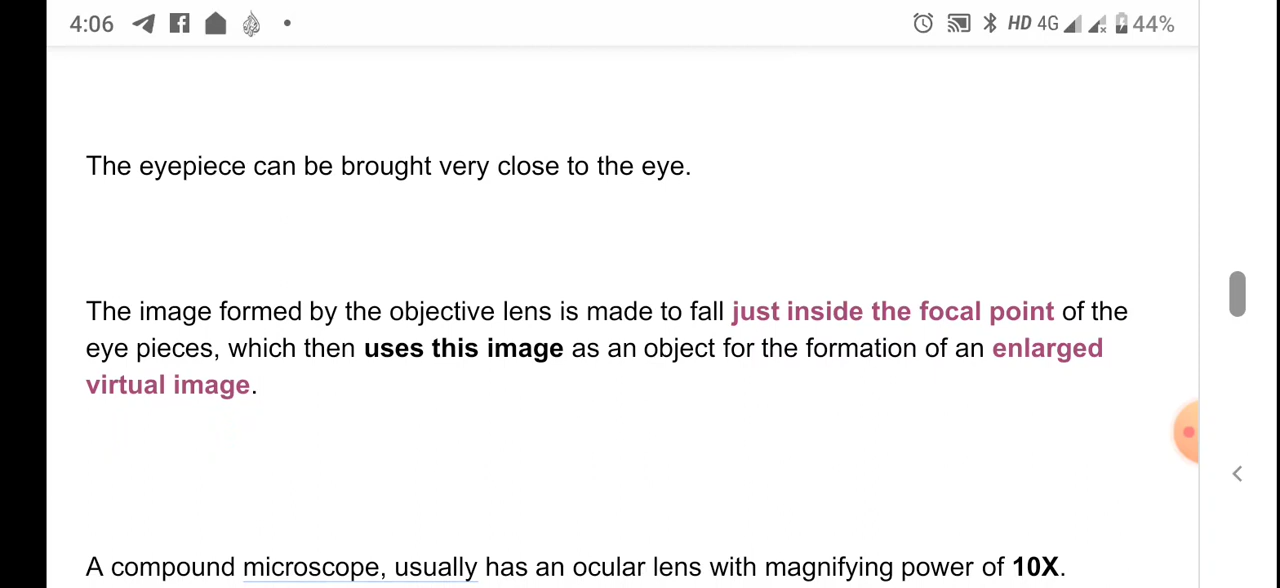 4:06 HD 4G 44%
The eyepiece can be brought very close to the eye.
The image formed by the objective lens is made to fall just inside the focal point of the
eye pieces, which then uses this image as an object for the formation of an enlarged
virtual image.
A compound microscope, usually has an ocular lens with magnifying power of 10X.